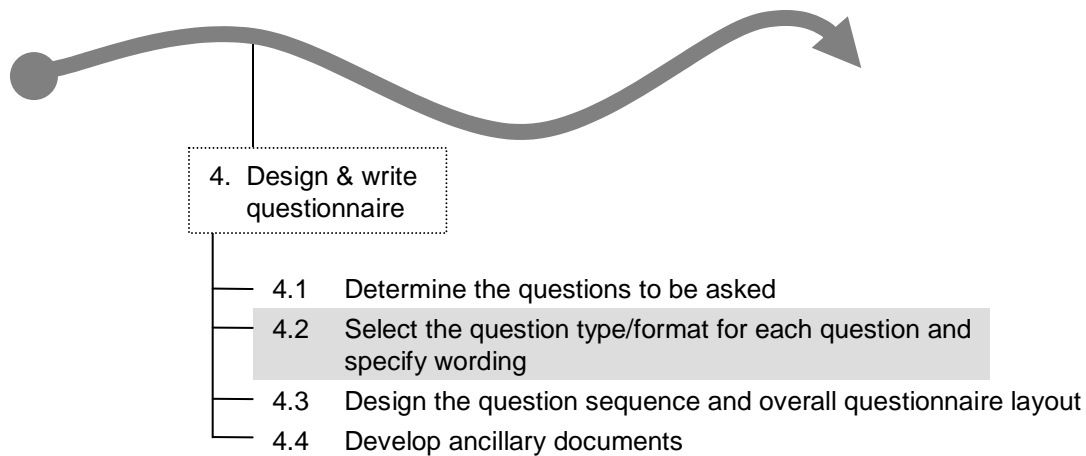 4. Design & write
questionnaire
4.1 Determine the questions to be asked
4.2 Select the question type/format for each question and
specify wording
4.3 Design the question sequence and overall questionnaire layout
4.4 Develop ancillary documents